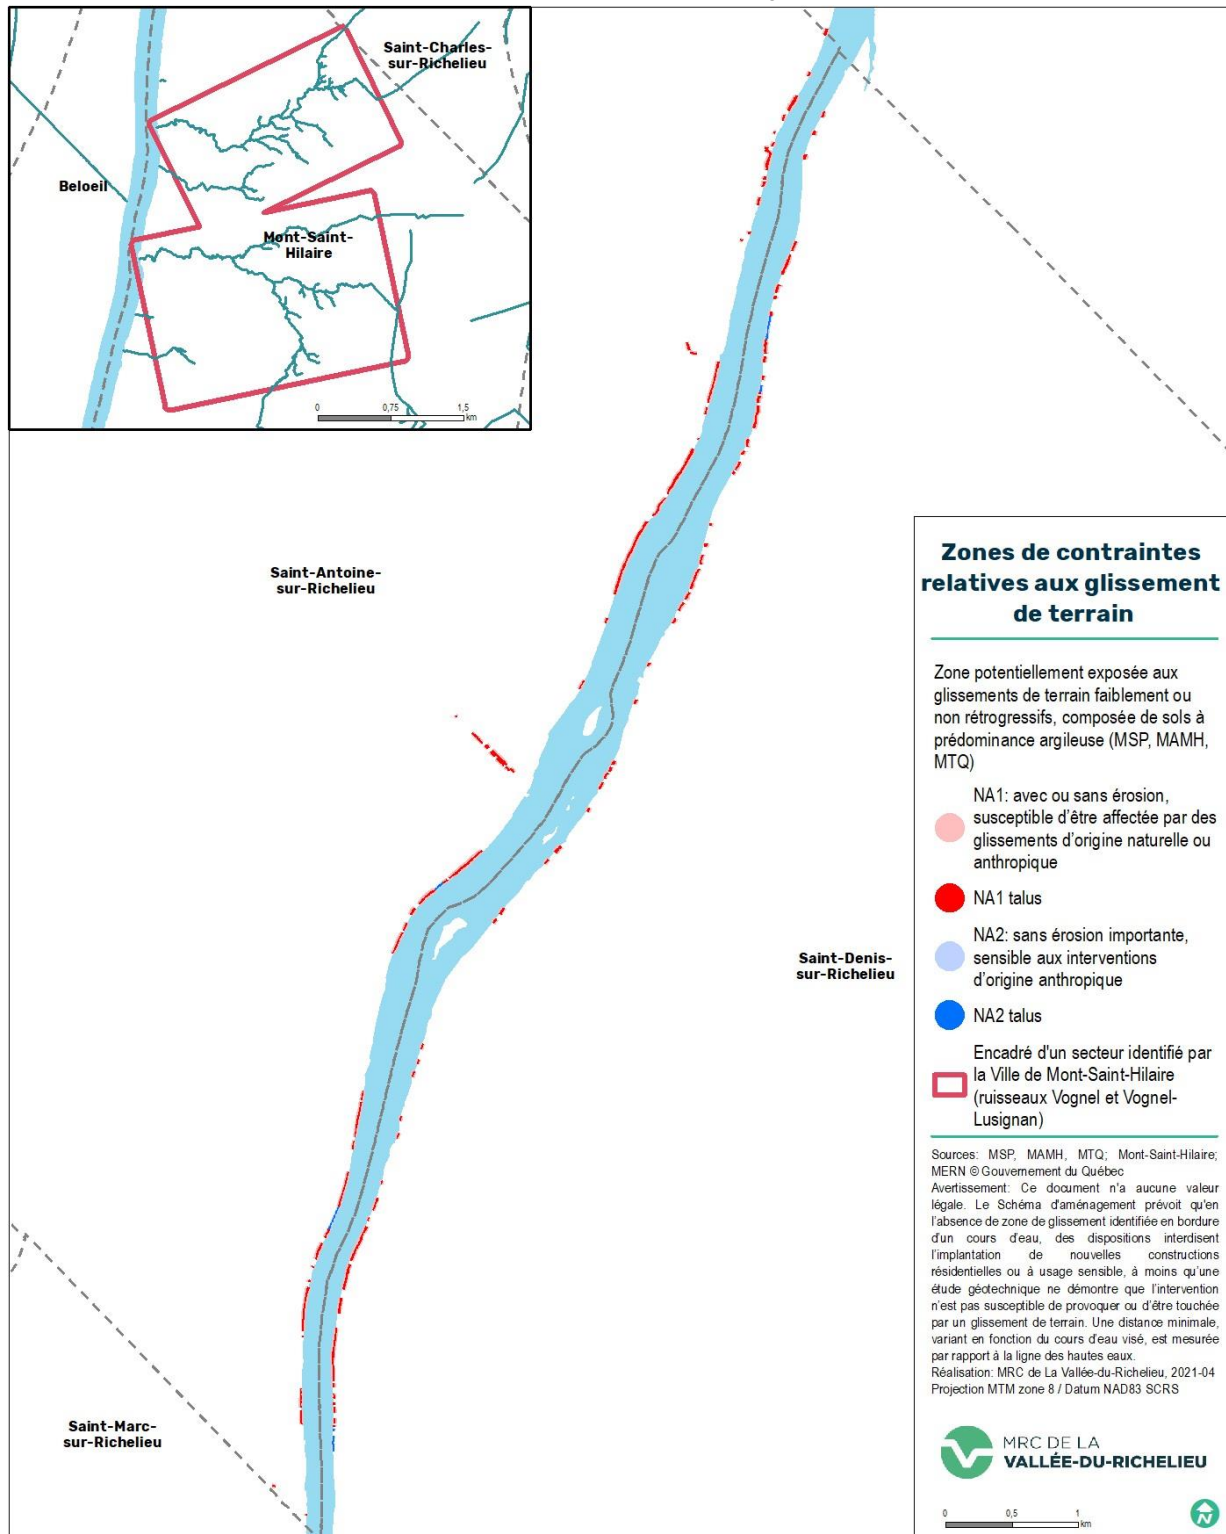 Saint-Charles-
sur-Richelieu
Beloeil
Mont-Saint-
Hilaire
0 0,75 1,5
km
Saint-Antoine-
sur-Richelieu
Saint-Denis-
sur-Richelieu
Saint-Marc-
sur-Richelieu
Zones de contraintes
relatives aux glissement
de terrain
Zone potentiellement exposée aux
glissements de terrain faiblement ou
non rétrogressifs, composée de sols à
prédominance argileuse (MSP, MAMH,
MTQ)
NA1: avec ou sans érosion,
susceptible d'être affectée par des
glissements d'origine naturelle ou
anthropique
NA1 talus
NA2: sans érosion importante,
sensible aux interventions
d'origine anthropique
NA2 talus
Encadré d'un secteur identifié par
la Ville de Mont-Saint-Hilaire
(ruisseaux Vognel et Vognel-
Lusignan)
Sources: MSP, MAMH, MTQ; Mont-Saint-Hilaire;
MERN © Gouvernement du Québec
Avertissement: Ce document n'a aucune valeur
légale. Le Schéma d'aménagement prévoit qu'en
l'absence de zone de glissement identifiée en bordure
d'un cours d'eau, des dispositions interdisent
l'implantation de nouvelles constructions
résidentielles ou à usage sensible, à moins qu'une
étude géotechnique ne démontre que l'intervention
n'est pas susceptible de provoquer ou d'être touchée
par un glissement de terrain. Une distance minimale,
variant en fonction du cours d'eau visé, est mesurée
par rapport à la ligne des hautes eaux.
Réalisation: MRC de La Vallée-du-Richelieu, 2021-04
Projection MTM zone 8 / Datum NAD83 SCRS
MRC DE LA
VALLÉE-DU-RICHELIEU
0 0,5 1
km
N